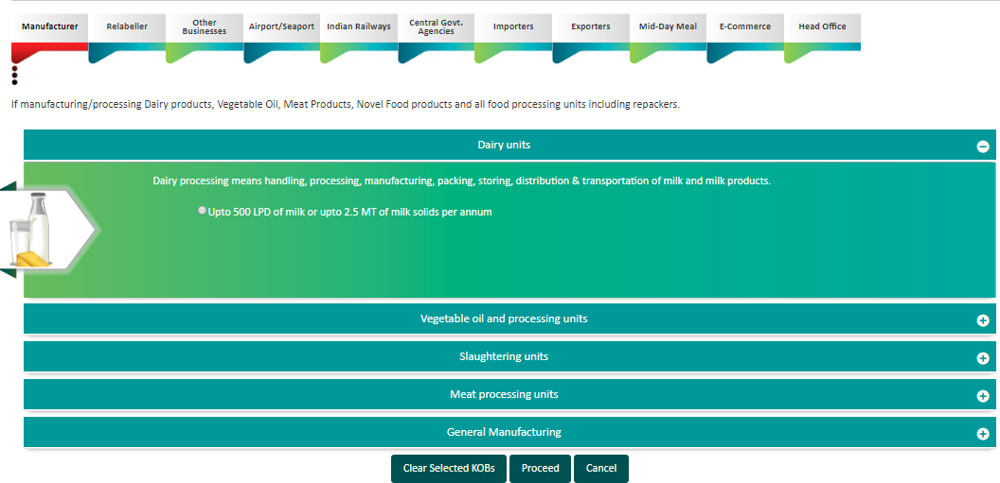 Manufacturer
Relabeller
Other
Businesses
Airport/Seaport
Indian Railways
Central Govt.
Agencies
Importers
Exporters
Mid-Day Meal
E-Commerce
Head Office
If manufacturing/processing Dairy products, Vegetable Oil, Meat Products, Novel Food products and all food processing units including repackers.
Dairy units
Dairy processing means handling, processing, manufacturing, packing, storing, distribution & transportation of milk and milk products.
Upto 500 LPD of milk or upto 2.5 MT of milk solids per annum
Vegetable oil and processing units
Slaughtering units
Meat processing units
General Manufacturing
Clear Selected KOBs
Proceed
Cancel